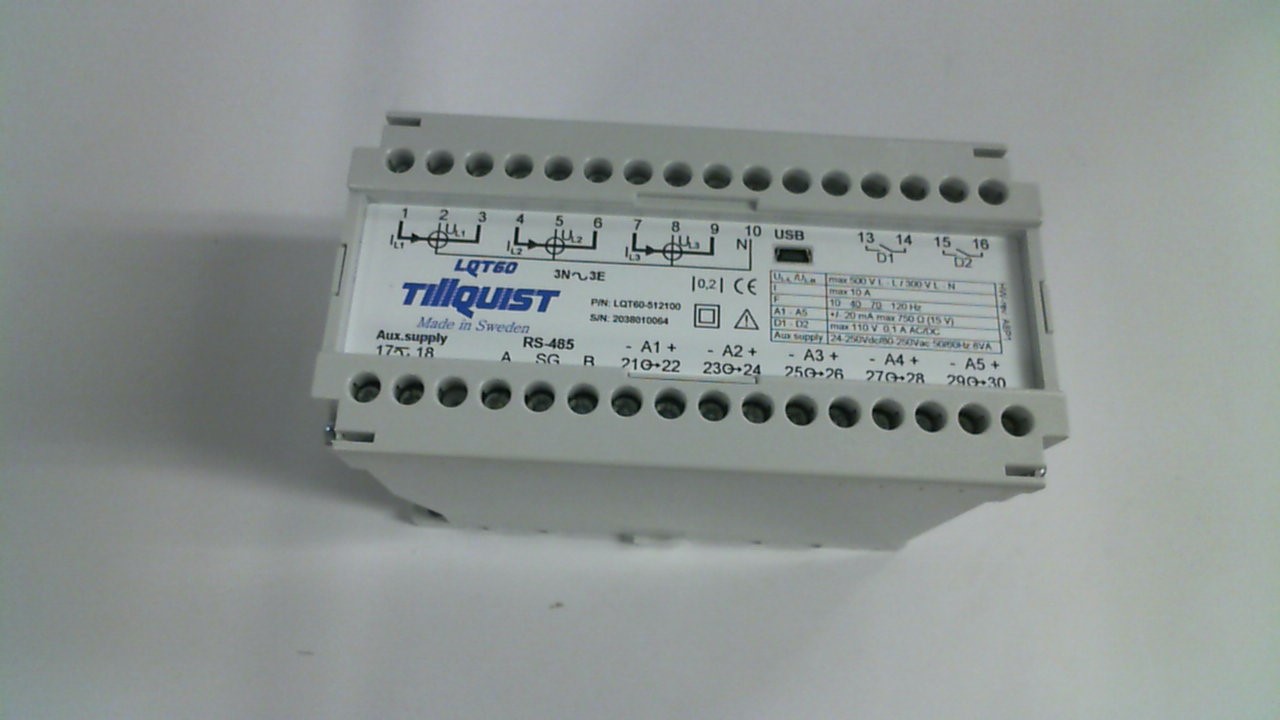 1 2 3 4 5 6 7 8 9 10 USB 13 14 15 16
IL1 UL1 IL2 UL2 IL3 UL3 N D1 D2
LQT60 3N 3E
TillQUIST
Made in Sweden
P/N: LQT60-512100
S/N: 2038010064
|0,2| CE
max 500 V L - L / 300 V L - N
I max 10 A
F 10 40 70 120 Hz
A1 - A5 +/- 20 mA max 750 Ω (15 V)
D1 - D2 max 110 V 0,1 A AC/DC
Aux supply 24-250Vdc/80-250Vac 50/60Hz 6VA
Aux.supply RS-485 - A1 + - A2 + - A3 + - A4 + - A5 +
17 18 A SG B 21 22 23 24 25 26 27 28 29 30